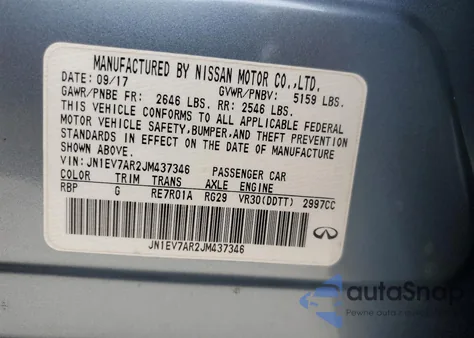 MANUFACTURED BY NISSAN MOTOR CO.,LTD.
DATE: 09/17 GVWR/PNBV: 5159 LBS.
GAWR/PNBE FR: 2646 LBS. RR: 2546 LBS.
THIS VEHICLE CONFORMS TO ALL APPLICABLE FEDERAL
MOTOR VEHICLE SAFETY,BUMPER,AND THEFT PREVENTION
STANDARDS IN EFFECT ON THE DATE OF MANUFACTURE
SHOWN ABOVE.
VIN: JN1EV7AR2JM437346 PASSENGER CAR
COLOR TRIM TRANS AXLE ENGINE
RBP G RE7R01A RG29 VR30(DDTT) 2997CC
JN1EV7AR2JM437346
autoSnap
Pewne auto z